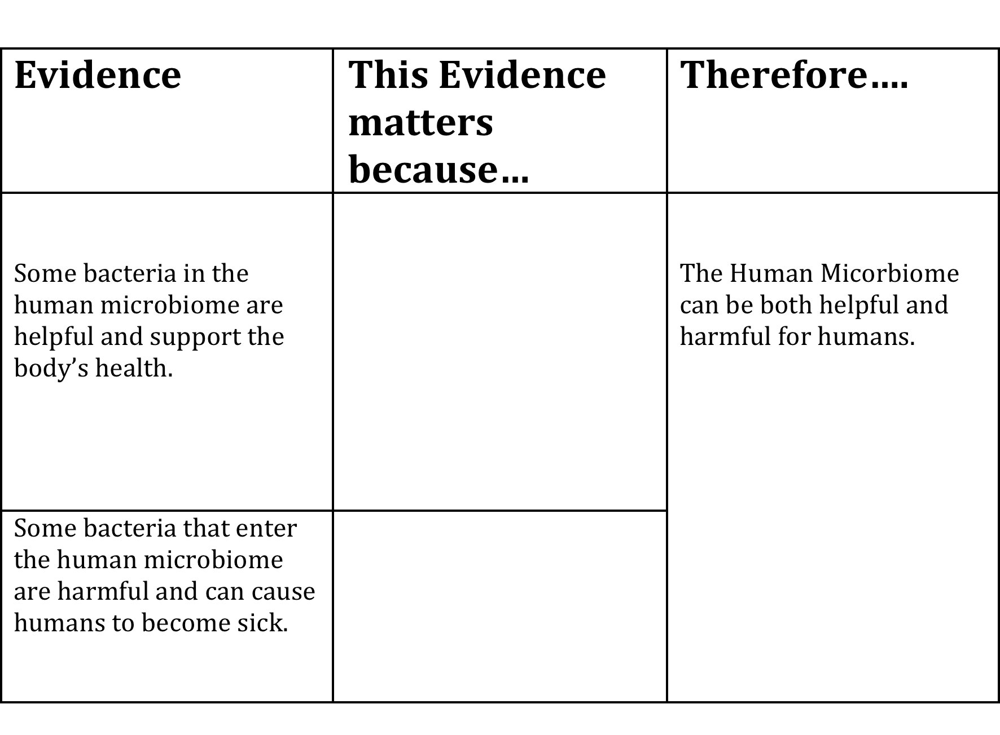 Evidence
This Evidence
matters
because...
Therefore....
Some bacteria in the
human microbiome are
helpful and support the
body’s health.
The Human Micorbiome
can be both helpful and
harmful for humans.
Some bacteria that enter
the human microbiome
are harmful and can cause
humans to become sick.